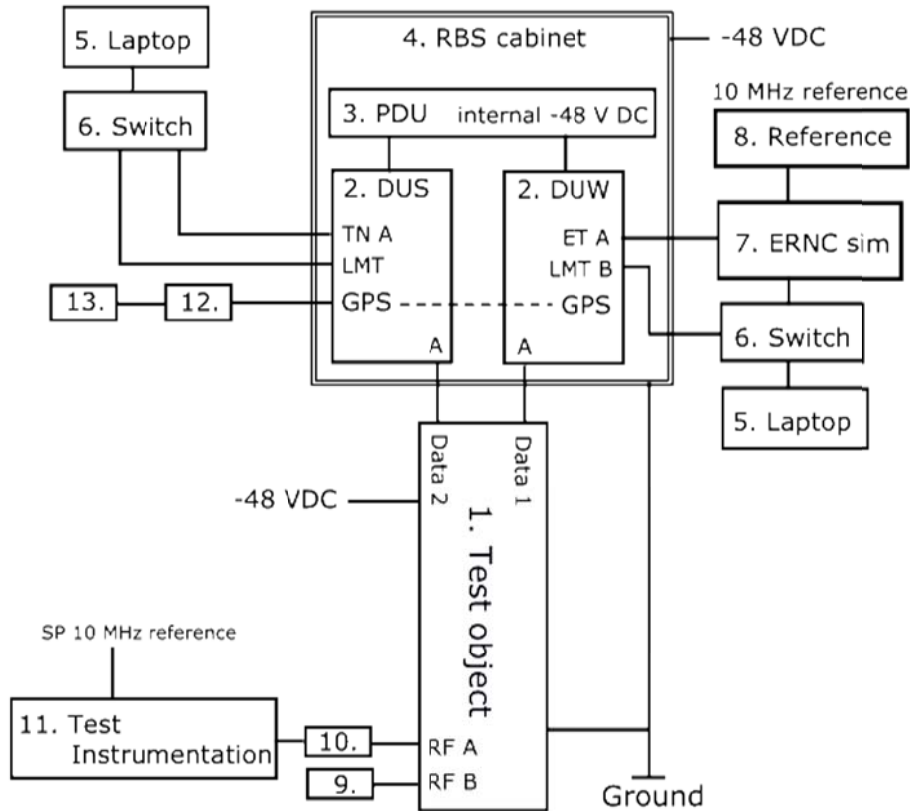 5. Laptop
4. RBS cabinet
-48 VDC
6. Switch
10 MHz reference
3. PDU internal -48 V DC
8. Reference
2. DUS
2. DUW
TN A
ET A
7. ERNC sim
LMT
LMT B
13.
12.
GPS
GPS
6. Switch
A
A
5. Laptop
Data 2
Data 1
-48 VDC
1. Test object
SP 10 MHz reference
11. Test
Instrumentation
10.
RF A
9.
RF B
Ground